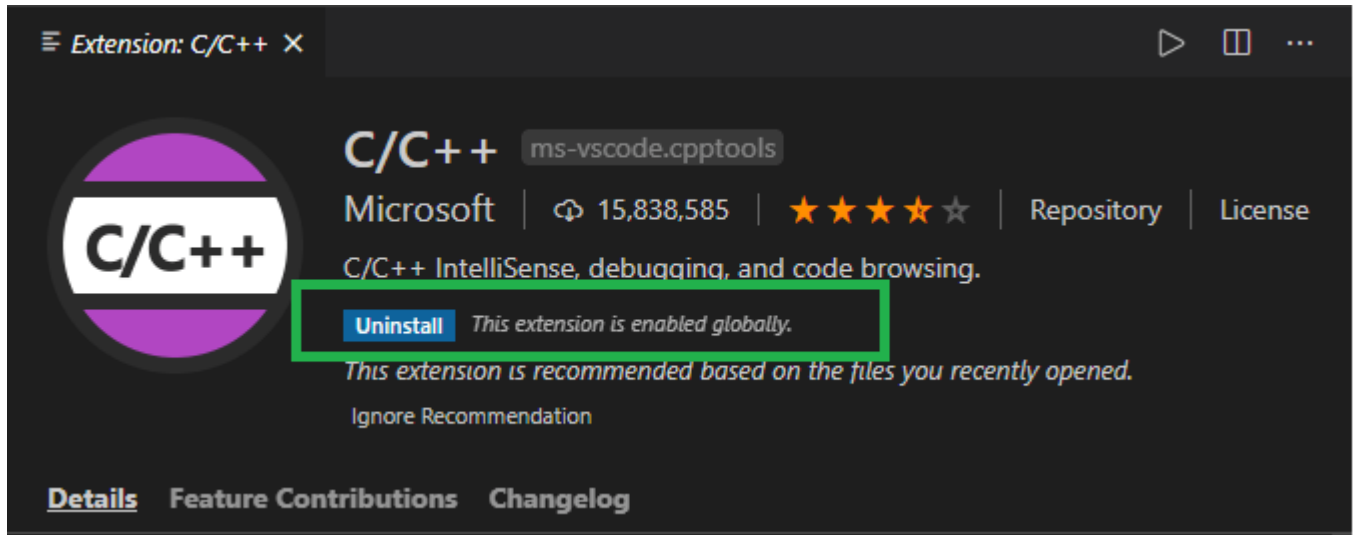 Extension: C/C++
C/C++ ms-vscode.cpptools
Microsoft 15,838,585 Repository License
C/C++
C/C++ IntelliSense, debugging, and code browsing.
Uninstall This extension is enabled globally.
This extension is recommended based on the files you recently opened.
Ignore Recommendation
Details Feature Contributions Changelog